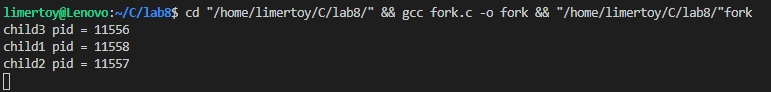 limertoy@Lenovo:~/C/lab8$ cd "/home/limertoy/C/lab8/" && gcc fork.c -o fork && "/home/limertoy/C/lab8/"fork
child3 pid = 11556
child1 pid = 11558
child2 pid = 11557